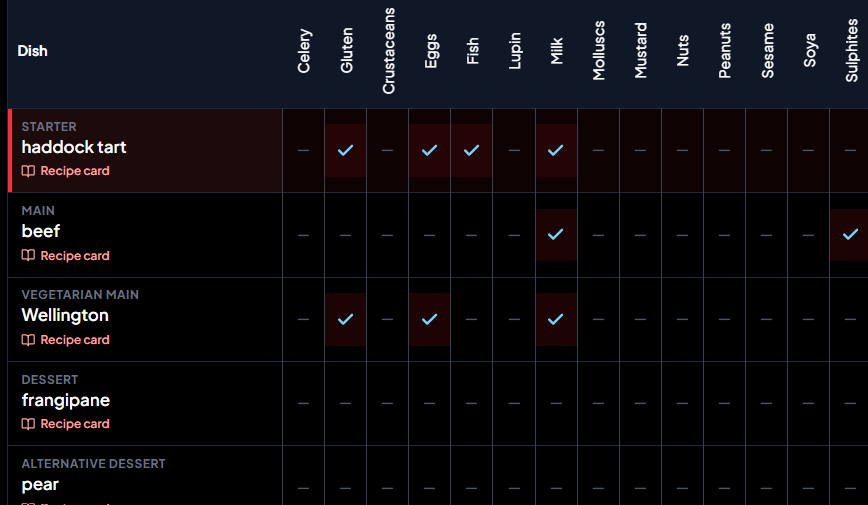 Dish
Celery
Gluten
Crustaceans
Eggs
Fish
Lupin
Milk
Molluscs
Mustard
Nuts
Peanuts
Sesame
Soya
Sulphites
STARTER
haddock tart
Recipe card
— ✓ — ✓ ✓ — ✓ — — — — — — —
MAIN
beef
Recipe card
— — — — — — ✓ — — — — — — ✓
VEGETARIAN MAIN
Wellington
Recipe card
— ✓ — ✓ — — ✓ — — — — — — —
DESSERT
frangipane
Recipe card
— — — — — — — — — — — — — —
ALTERNATIVE DESSERT
pear
— — — — — — — — — — — — — —